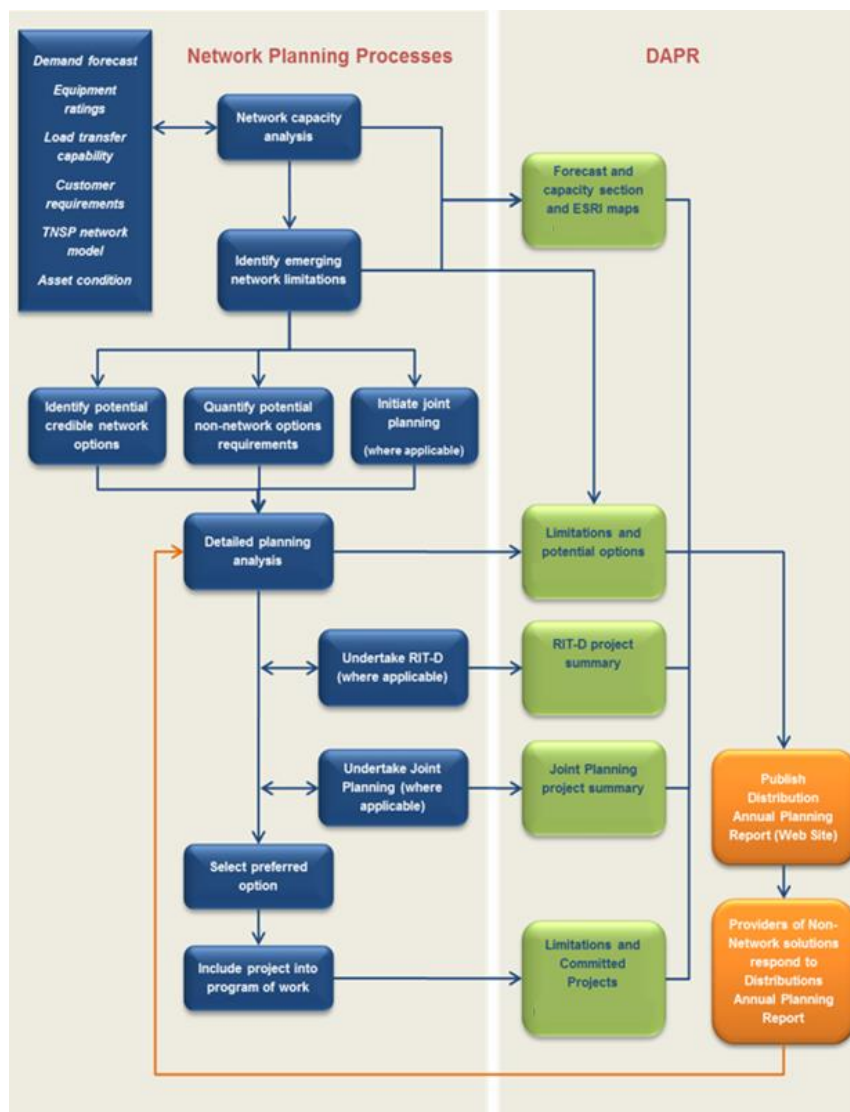 Network Planning Processes
DAPR
Demand forecast
Equipment
ratings
Load transfer
capability
Customer
requirements
TNSP network
model
Asset condition
Network capacity
analysis
Forecast and
capacity section
and ESRI maps
Identify emerging
network limitations
Identify potential
credible network
options
Quantify potential
non-network options
requirements
Initiate joint
planning
(where applicable)
Detailed planning
analysis
Limitations and
potential options
Undertake RIT-D
(where applicable)
RIT-D project
summary
Undertake Joint
Planning (where
applicable)
Joint Planning
project summary
Publish
Distribution
Annual Planning
Report (Web Site)
Select preferred
option
Include project into
program of work
Limitations and
Committed
Projects
Providers of Non-
Network solutions
respond to
Distributions
Annual Planning
Report